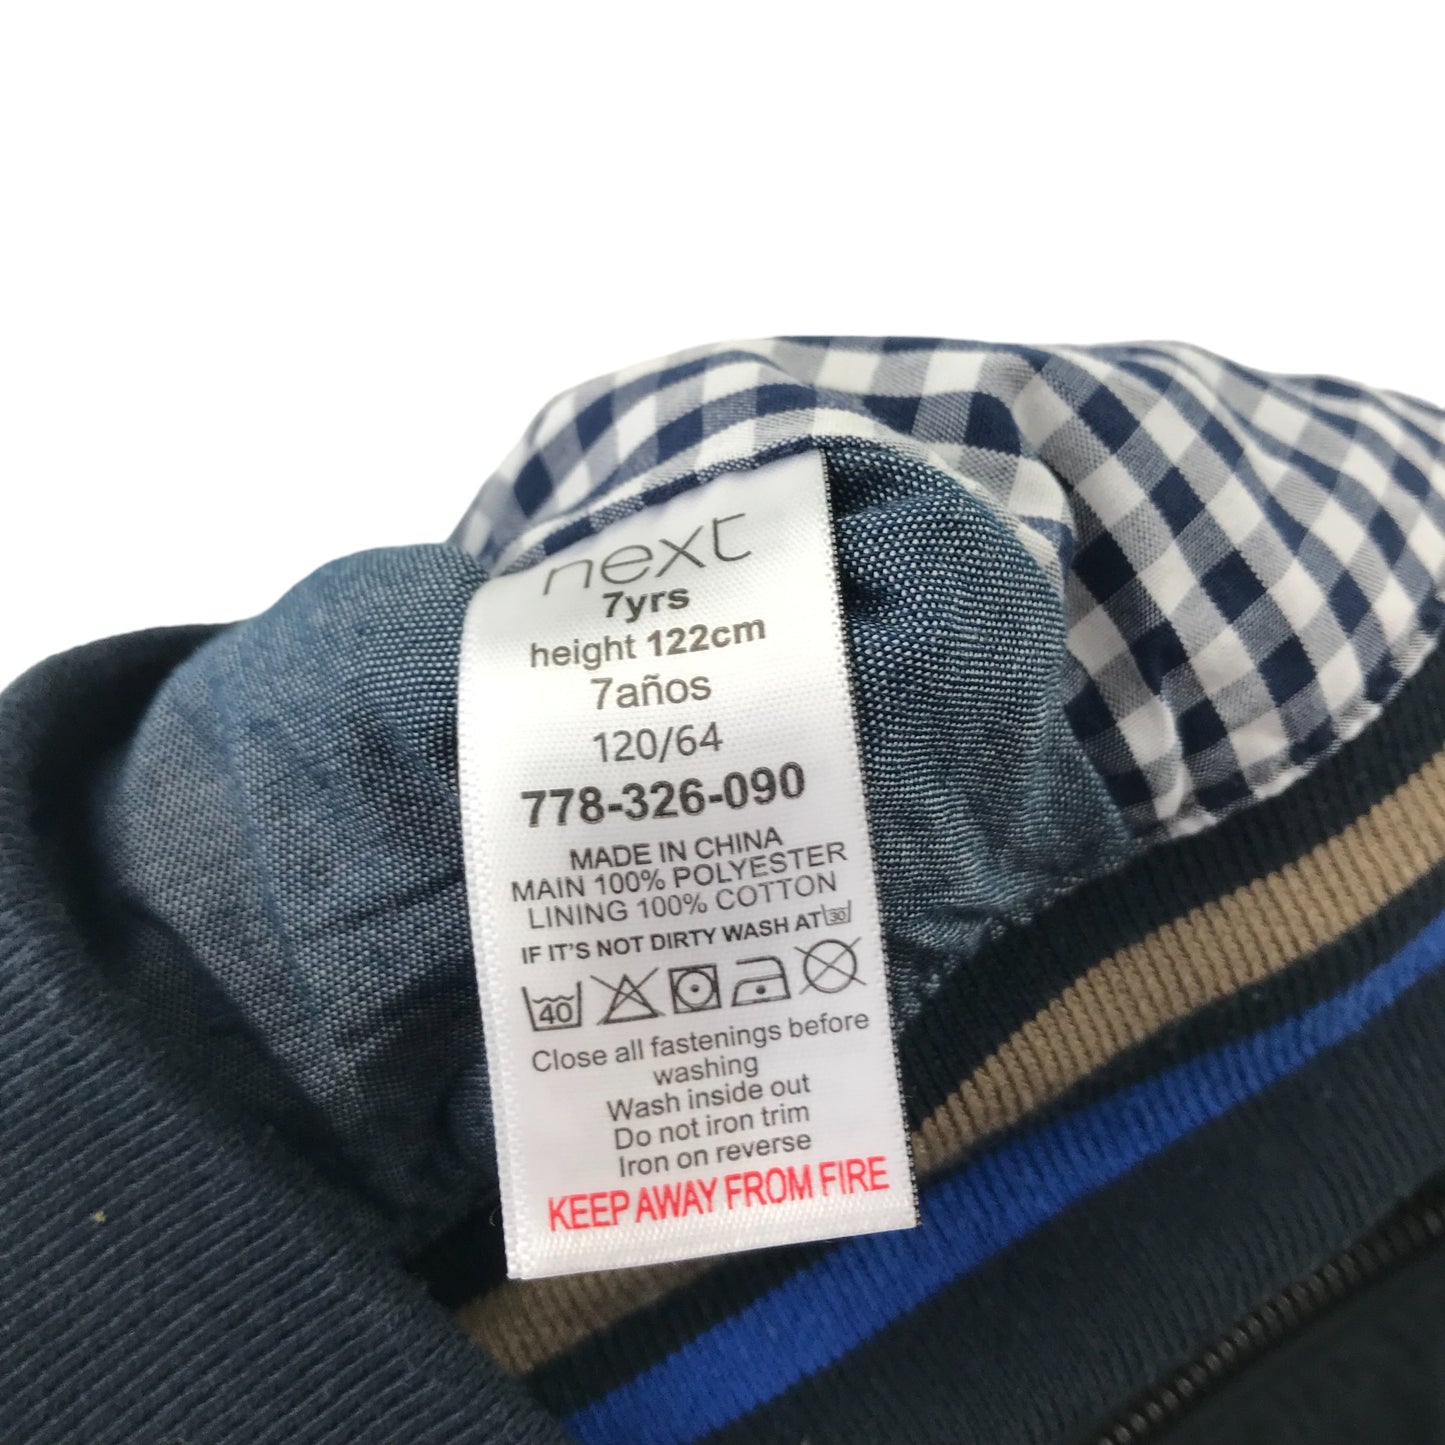 next
7yrs
height 122cm
7años
120/64
778-326-090
MADE IN CHINA
MAIN 100% POLYESTER
LINING 100% COTTON
IF IT'S NOT DIRTY WASH AT 30
40
Close all fastenings before
washing
Wash inside out
Do not iron trim
Iron on reverse
KEEP AWAY FROM FIRE